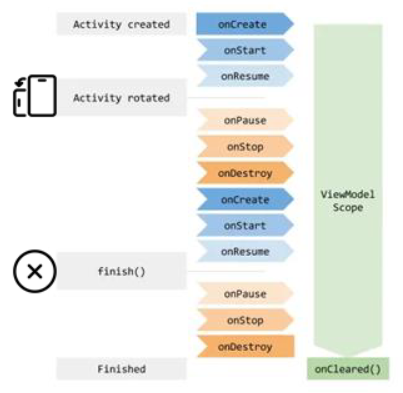 Activity created
onCreate
onStart
onResume
Activity rotated
onPause
onStop
onDestroy
onCreate
onStart
onResume
ViewModel
Scope
finish()
onPause
onStop
onDestroy
Finished
onCleared()